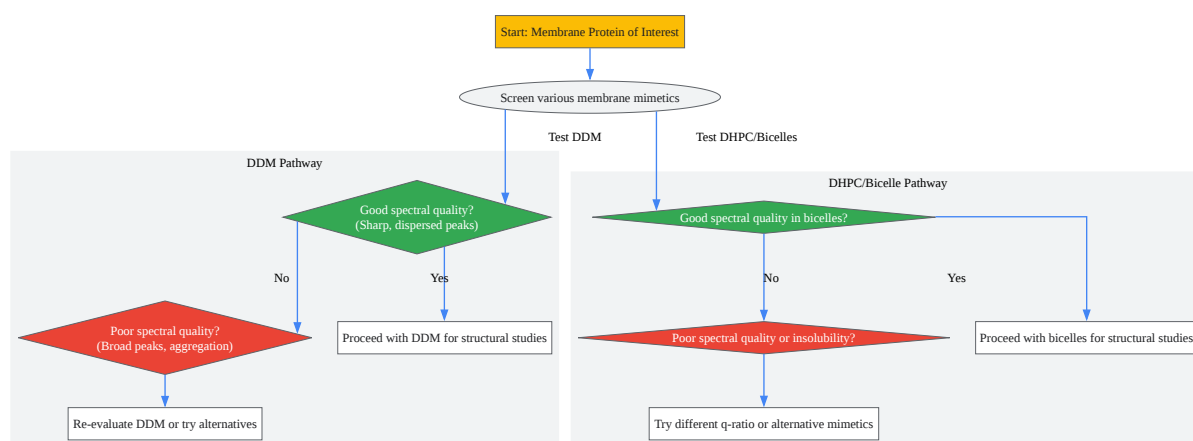 Start: Membrane Protein of Interest
Screen various membrane mimetics
Test DDM
Test DHPC/Bicelles
DDM Pathway
Good spectral quality?
(Sharp, dispersed peaks)
No
Yes
Poor spectral quality?
(Broad peaks, aggregation)
Proceed with DDM for structural studies
Re-evaluate DDM or try alternatives
DHPC/Bicelle Pathway
Good spectral quality in bicelles?
No
Yes
Poor spectral quality or insolubility?
Proceed with bicelles for structural studies
Try different q-ratio or alternative mimetics